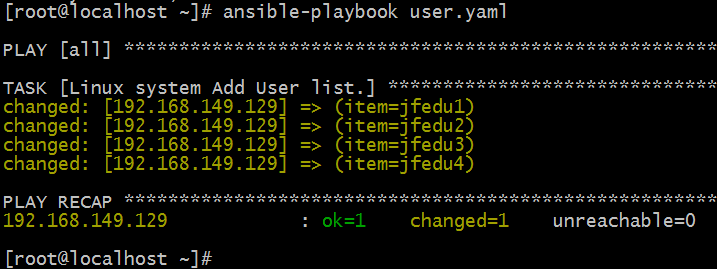 [root@localhost ~]# ansible-playbook user.yaml
PLAY [all] ******************************************************
TASK [Linux system Add User list.] ******************************
changed: [192.168.149.129] => (item=jfedu1)
changed: [192.168.149.129] => (item=jfedu2)
changed: [192.168.149.129] => (item=jfedu3)
changed: [192.168.149.129] => (item=jfedu4)
PLAY RECAP ******************************************************
192.168.149.129 : ok=1 changed=1 unreachable=0
[root@localhost ~]#